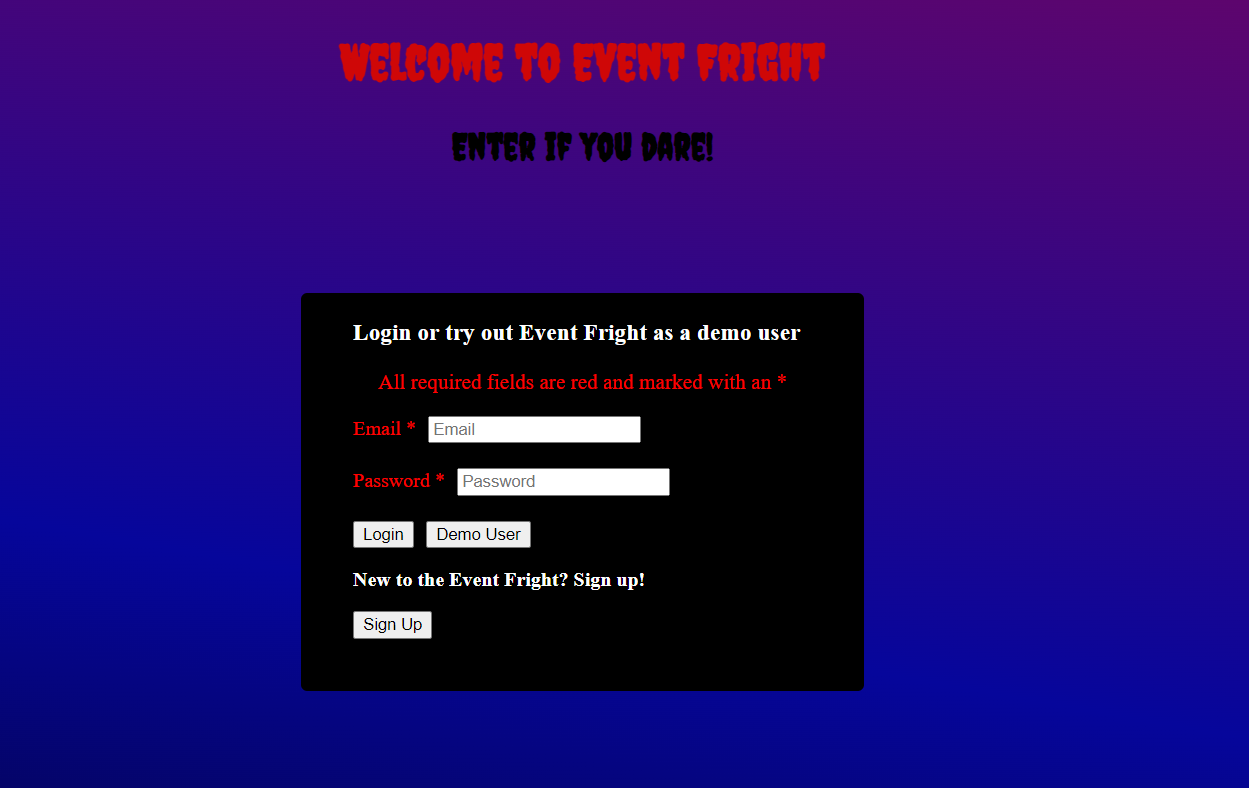 WELCOME TO EVENT FRIGHT
ENTER IF YOU DARE!
Login or try out Event Fright as a demo user
All required fields are red and marked with an *
Email * Email
Password * Password
Login Demo User
New to the Event Fright? Sign up!
Sign Up